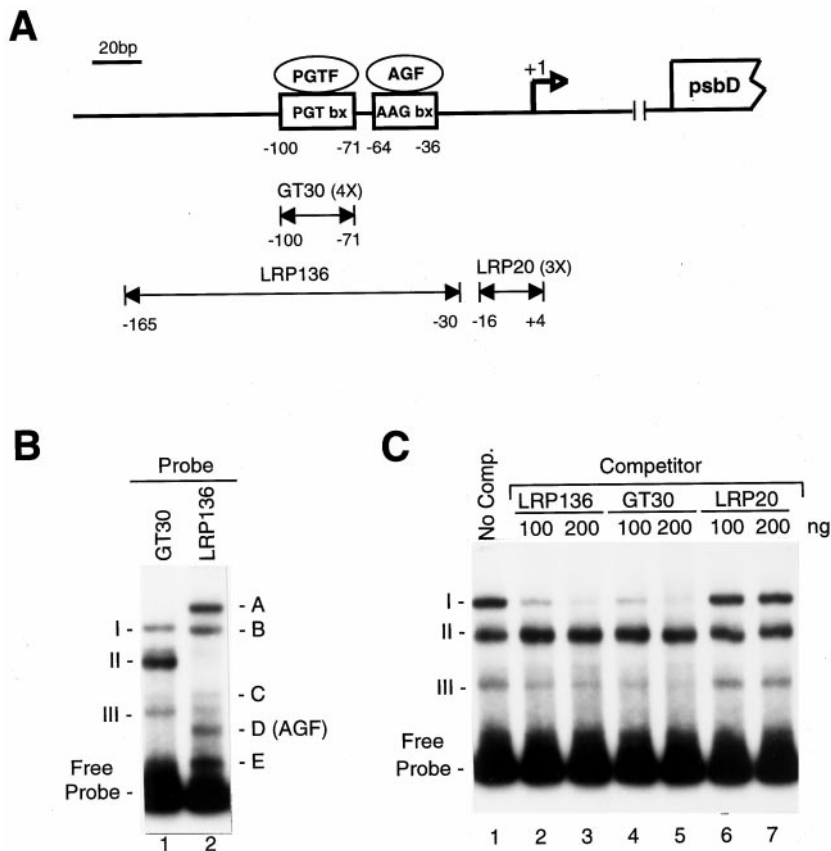 A
20bp
PGTF
AGF
+1
PGT bx
AAG bx
psbD
-100
-71
-64
-36
GT30 (4X)
-100
-71
LRP136
LRP20 (3X)
-165
-30
-16
+4
B
Probe
GT30
LRP136
- A
I -
- B
II -
- C
III -
- D (AGF)
- E
Free
Probe -
1
2
C
No Comp.
Competitor
LRP136
GT30
LRP20
100
200
100
200
100
200
ng
I -
II -
III -
Free
Probe -
1
2
3
4
5
6
7